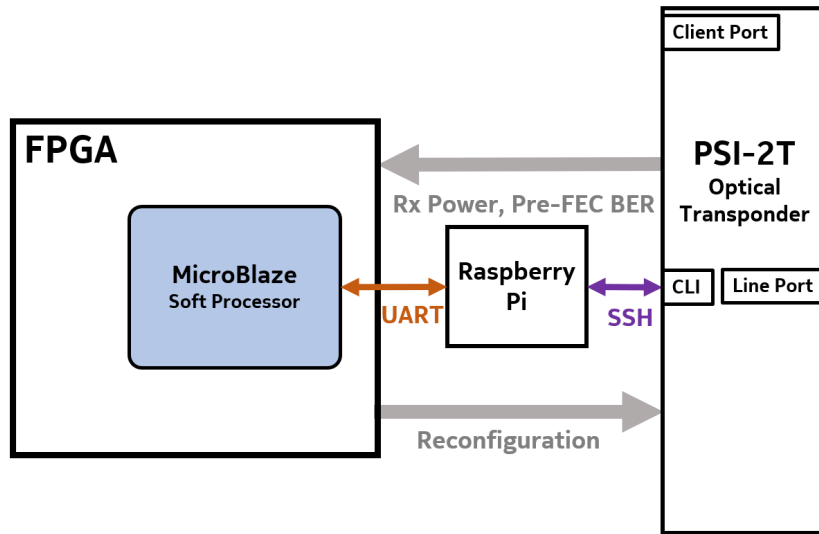 Client Port
FPGA
PSI-2T
Optical
Transponder
Rx Power, Pre-FEC BER
MicroBlaze
Soft Processor
UART
Raspberry
Pi
SSH
CLI
Line Port
Reconfiguration